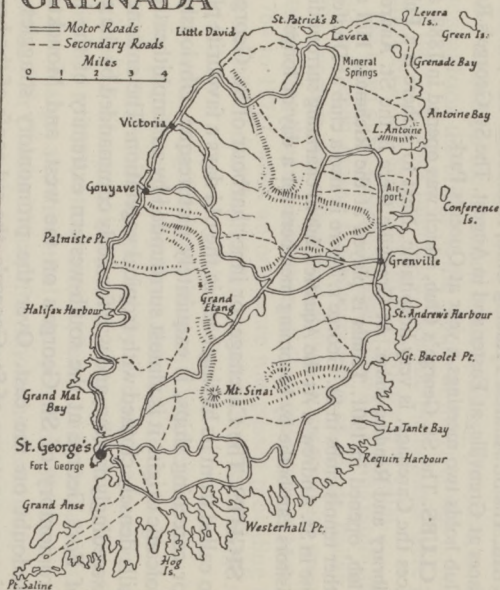 GRENADA
Motor Roads
Secondary Roads
Miles
0 1 2 3 4
Little David
St. Patrick's B.
Levera
Levera
Is.
Green Is.
Mineral
Springs
Grenade Bay
Antoine Bay
L. Antoine
Victoria
Gouyave
Air-
port
Conference
Is.
Palmiste Pt.
Grenville
Halifax Harbour
Grand
Etang
St. Andrew's Harbour
Gt. Bacolet Pt.
Mt. Sinai
Grand Mal
Bay
La Tante Bay
St. George's
Fort George
Requin Harbour
Grand Anse
Westerhall Pt.
Hog
Is.
Pt. Saline